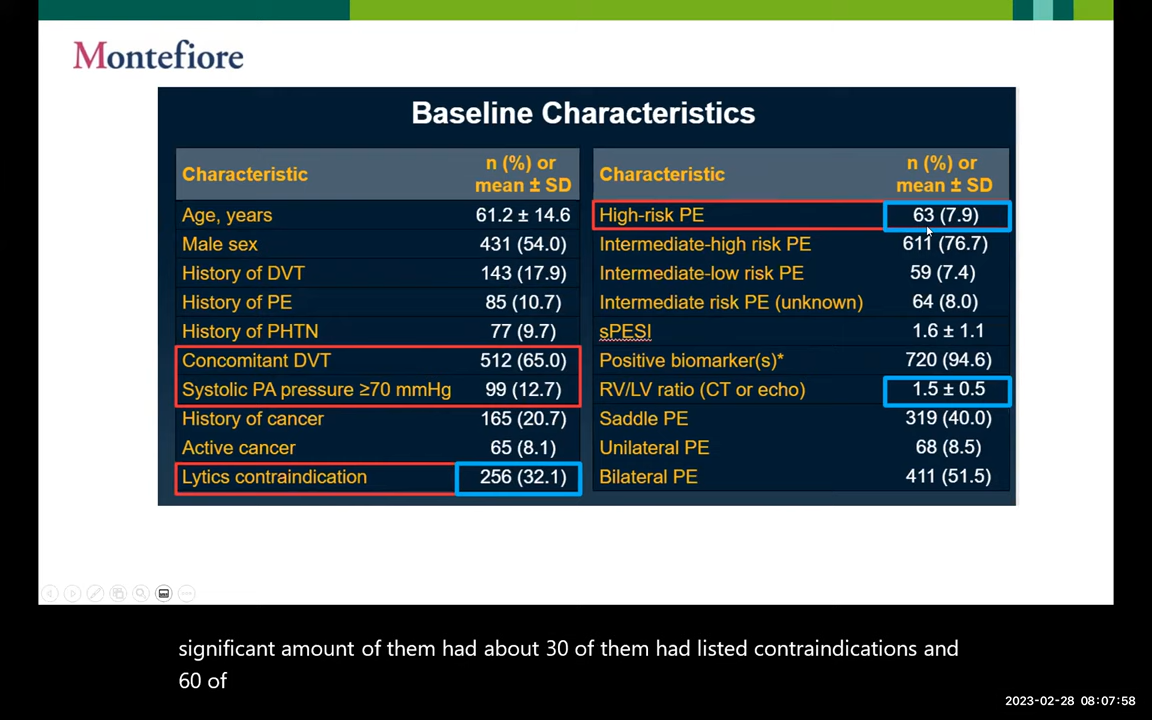 Montefiore
Baseline Characteristics
Characteristic n (%) or mean ± SD
Age, years 61.2 ± 14.6
Male sex 431 (54.0)
History of DVT 143 (17.9)
History of PE 85 (10.7)
History of PHTN 77 (9.7)
Concomitant DVT 512 (65.0)
Systolic PA pressure ≥70 mmHg 99 (12.7)
History of cancer 165 (20.7)
Active cancer 65 (8.1)
Lytics contraindication 256 (32.1)
Characteristic n (%) or mean ± SD
High-risk PE 63 (7.9)
Intermediate-high risk PE 611 (76.7)
Intermediate-low risk PE 59 (7.4)
Intermediate risk PE (unknown) 64 (8.0)
sPESI 1.6 ± 1.1
Positive biomarker(s)* 720 (94.6)
RV/LV ratio (CT or echo) 1.5 ± 0.5
Saddle PE 319 (40.0)
Unilateral PE 68 (8.5)
Bilateral PE 411 (51.5)
significant amount of them had about 30 of them had listed contraindications and
60 of
2023-02-28 08:07:58